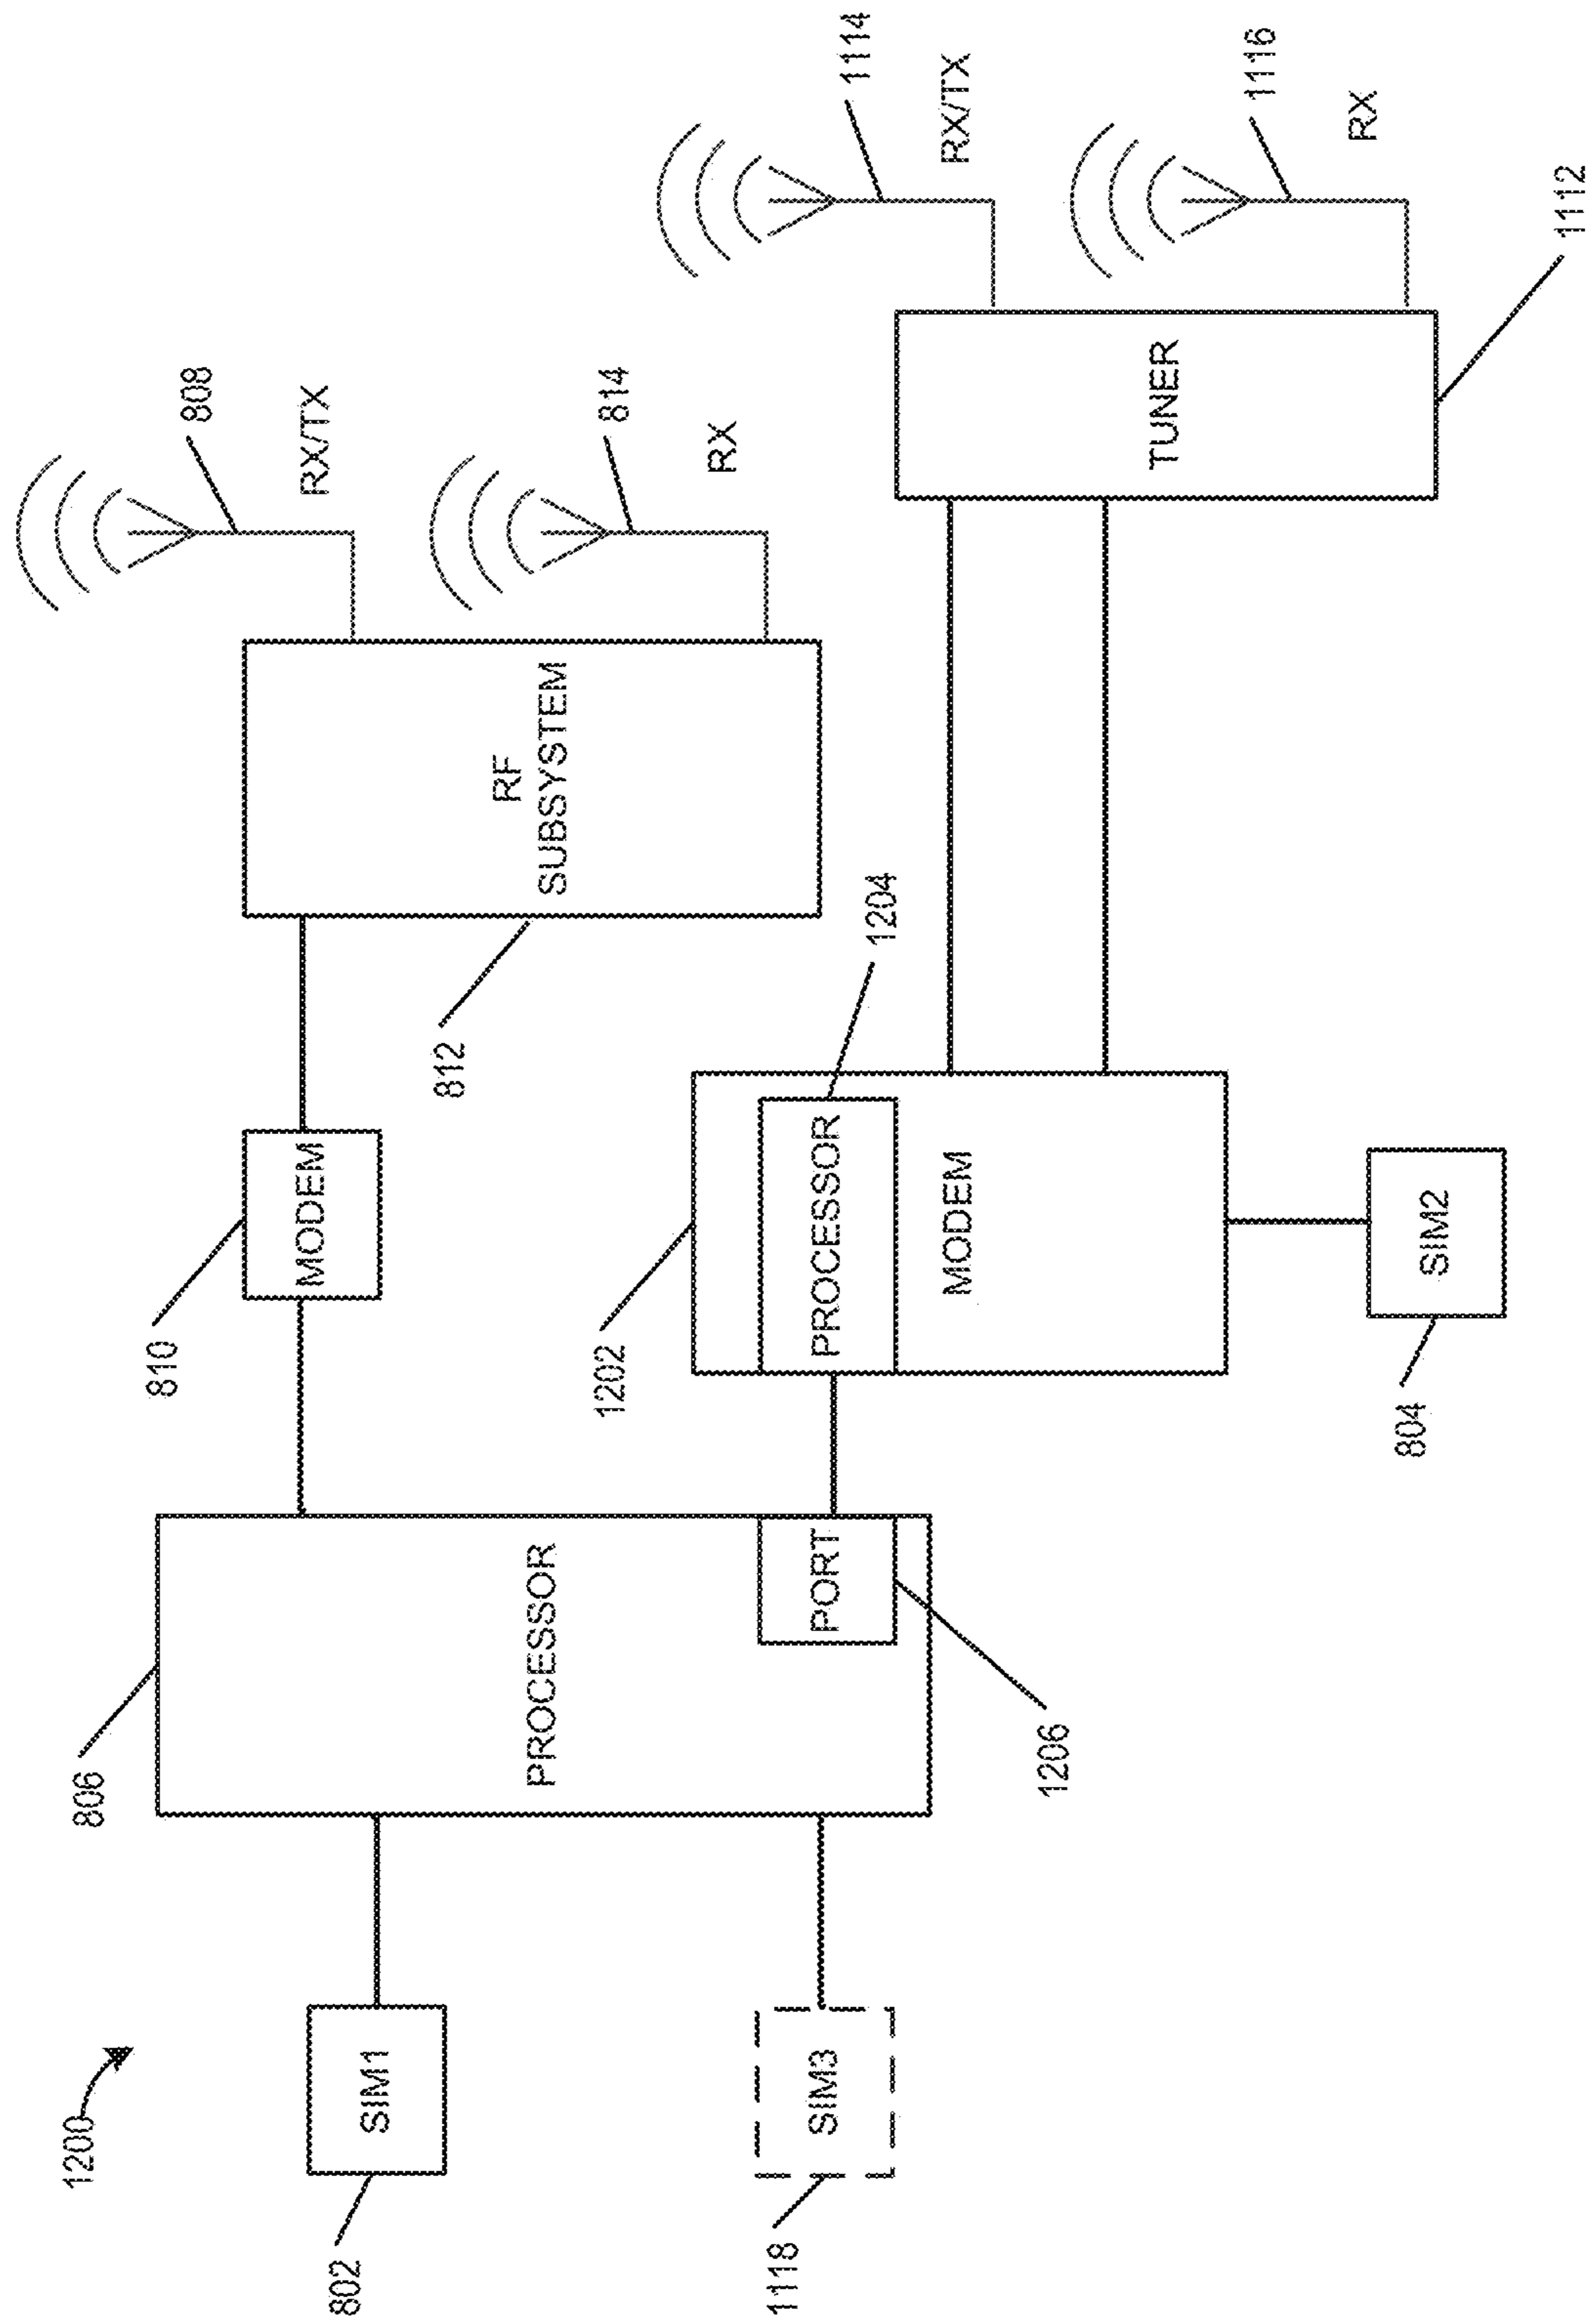 1200
802
SIM1
1118
SIM3
806
PROCESSOR
PORT
1206
810
MODEM
1202
PROCESSOR
1204
MODEM
804
SIM2
812
RF
SUBSYSTEM
808
RX/TX
814
RX
TUNER
1112
1114
RX/TX
1116
RX